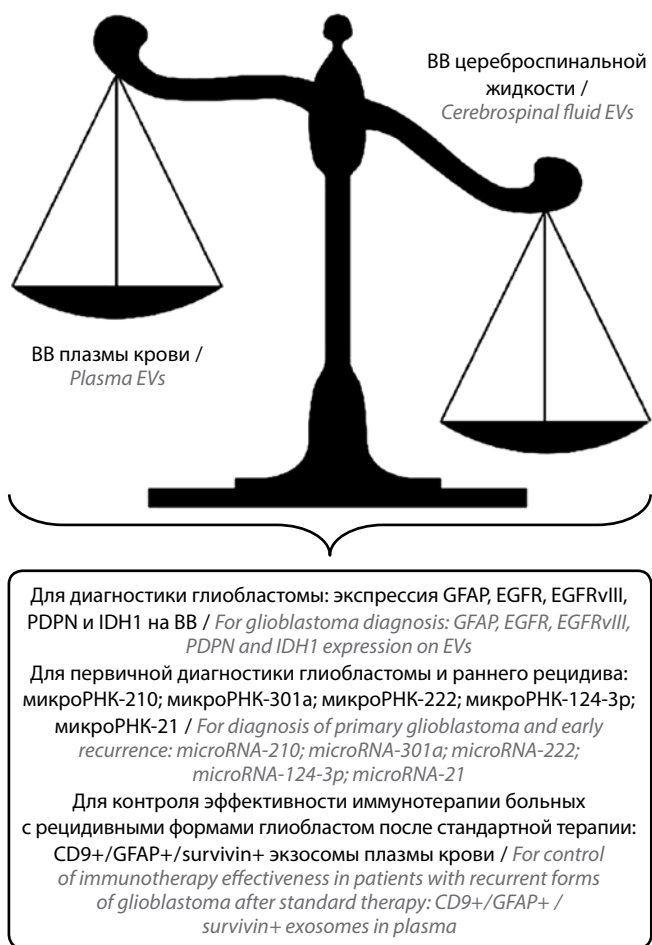 ВВ цереброспинальной
жидкости /
Cerebrospinal fluid EVs
ВВ плазмы крови /
Plasma EVs
Для диагностики глиобластомы: экспрессия GFAP, EGFR, EGFRvIII,
PDPN и IDH1 на ВВ / For glioblastoma diagnosis: GFAP, EGFR, EGFRvIII,
PDPN and IDH1 expression on EVs
Для первичной диагностики глиобластомы и раннего рецидива:
микроРНК-210; микроРНК-301a; микроРНК-222; микроРНК-124-3p;
микроРНК-21 / For diagnosis of primary glioblastoma and early
recurrence: microRNA-210; microRNA-301a; microRNA-222;
microRNA-124-3p; microRNA-21
Для контроля эффективности иммунотерапии больных
с рецидивными формами глиобластом после стандартной терапии:
CD9+/GFAP+/survivin+ экзосомы плазмы крови / For control
of immunotherapy effectiveness in patients with recurrent forms
of glioblastoma after standard therapy: CD9+/GFAP+ /
survivin+ exosomes in plasma